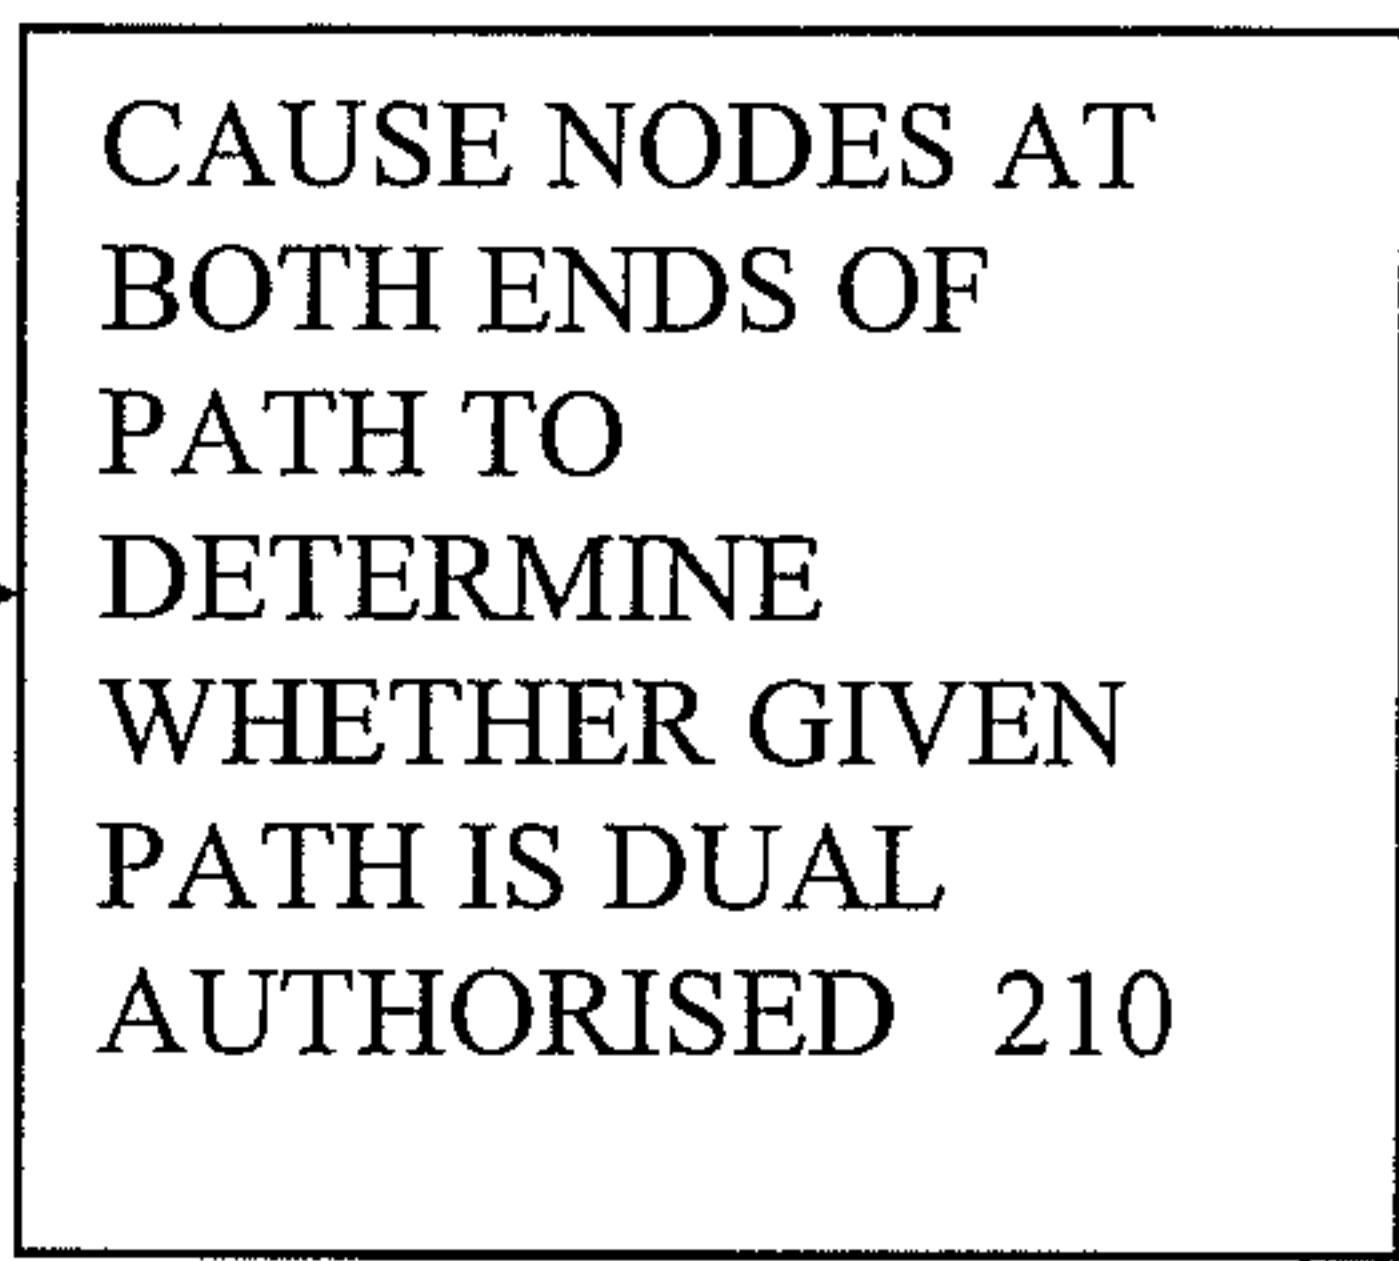 CAUSE NODES AT
BOTH ENDS OF
PATH TO
DETERMINE
WHETHER GIVEN
PATH IS DUAL
AUTHORISED 210